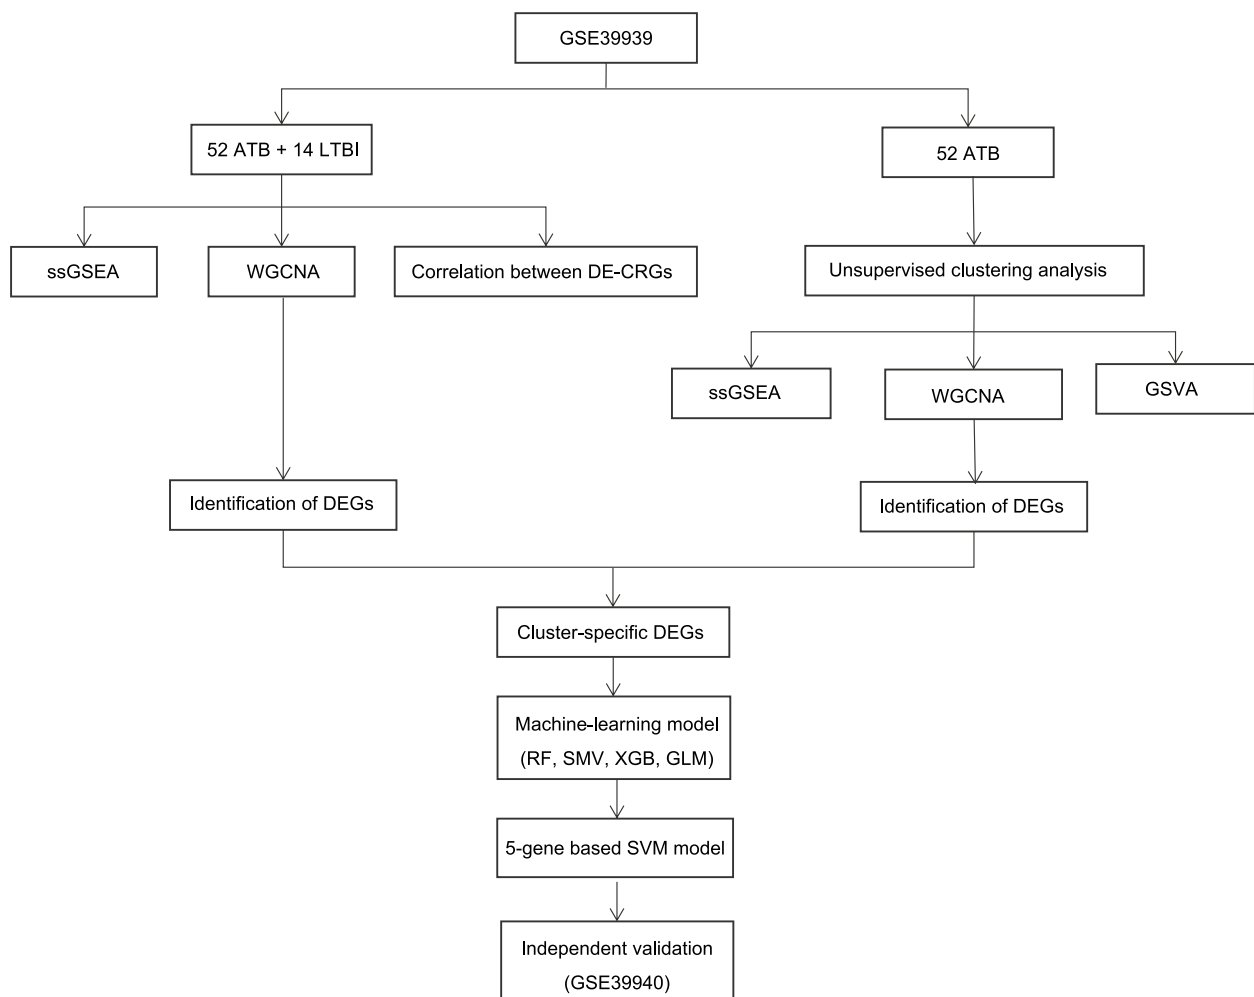 GSE39939
52 ATB + 14 LTBI
52 ATB
ssGSEA
WGCNA
Correlation between DE-CRGs
Unsupervised clustering analysis
ssGSEA
WGCNA
GSVA
Identification of DEGs
Identification of DEGs
Cluster-specific DEGs
Machine-learning model
(RF, SMV, XGB, GLM)
5-gene based SVM model
Independent validation
(GSE39940)